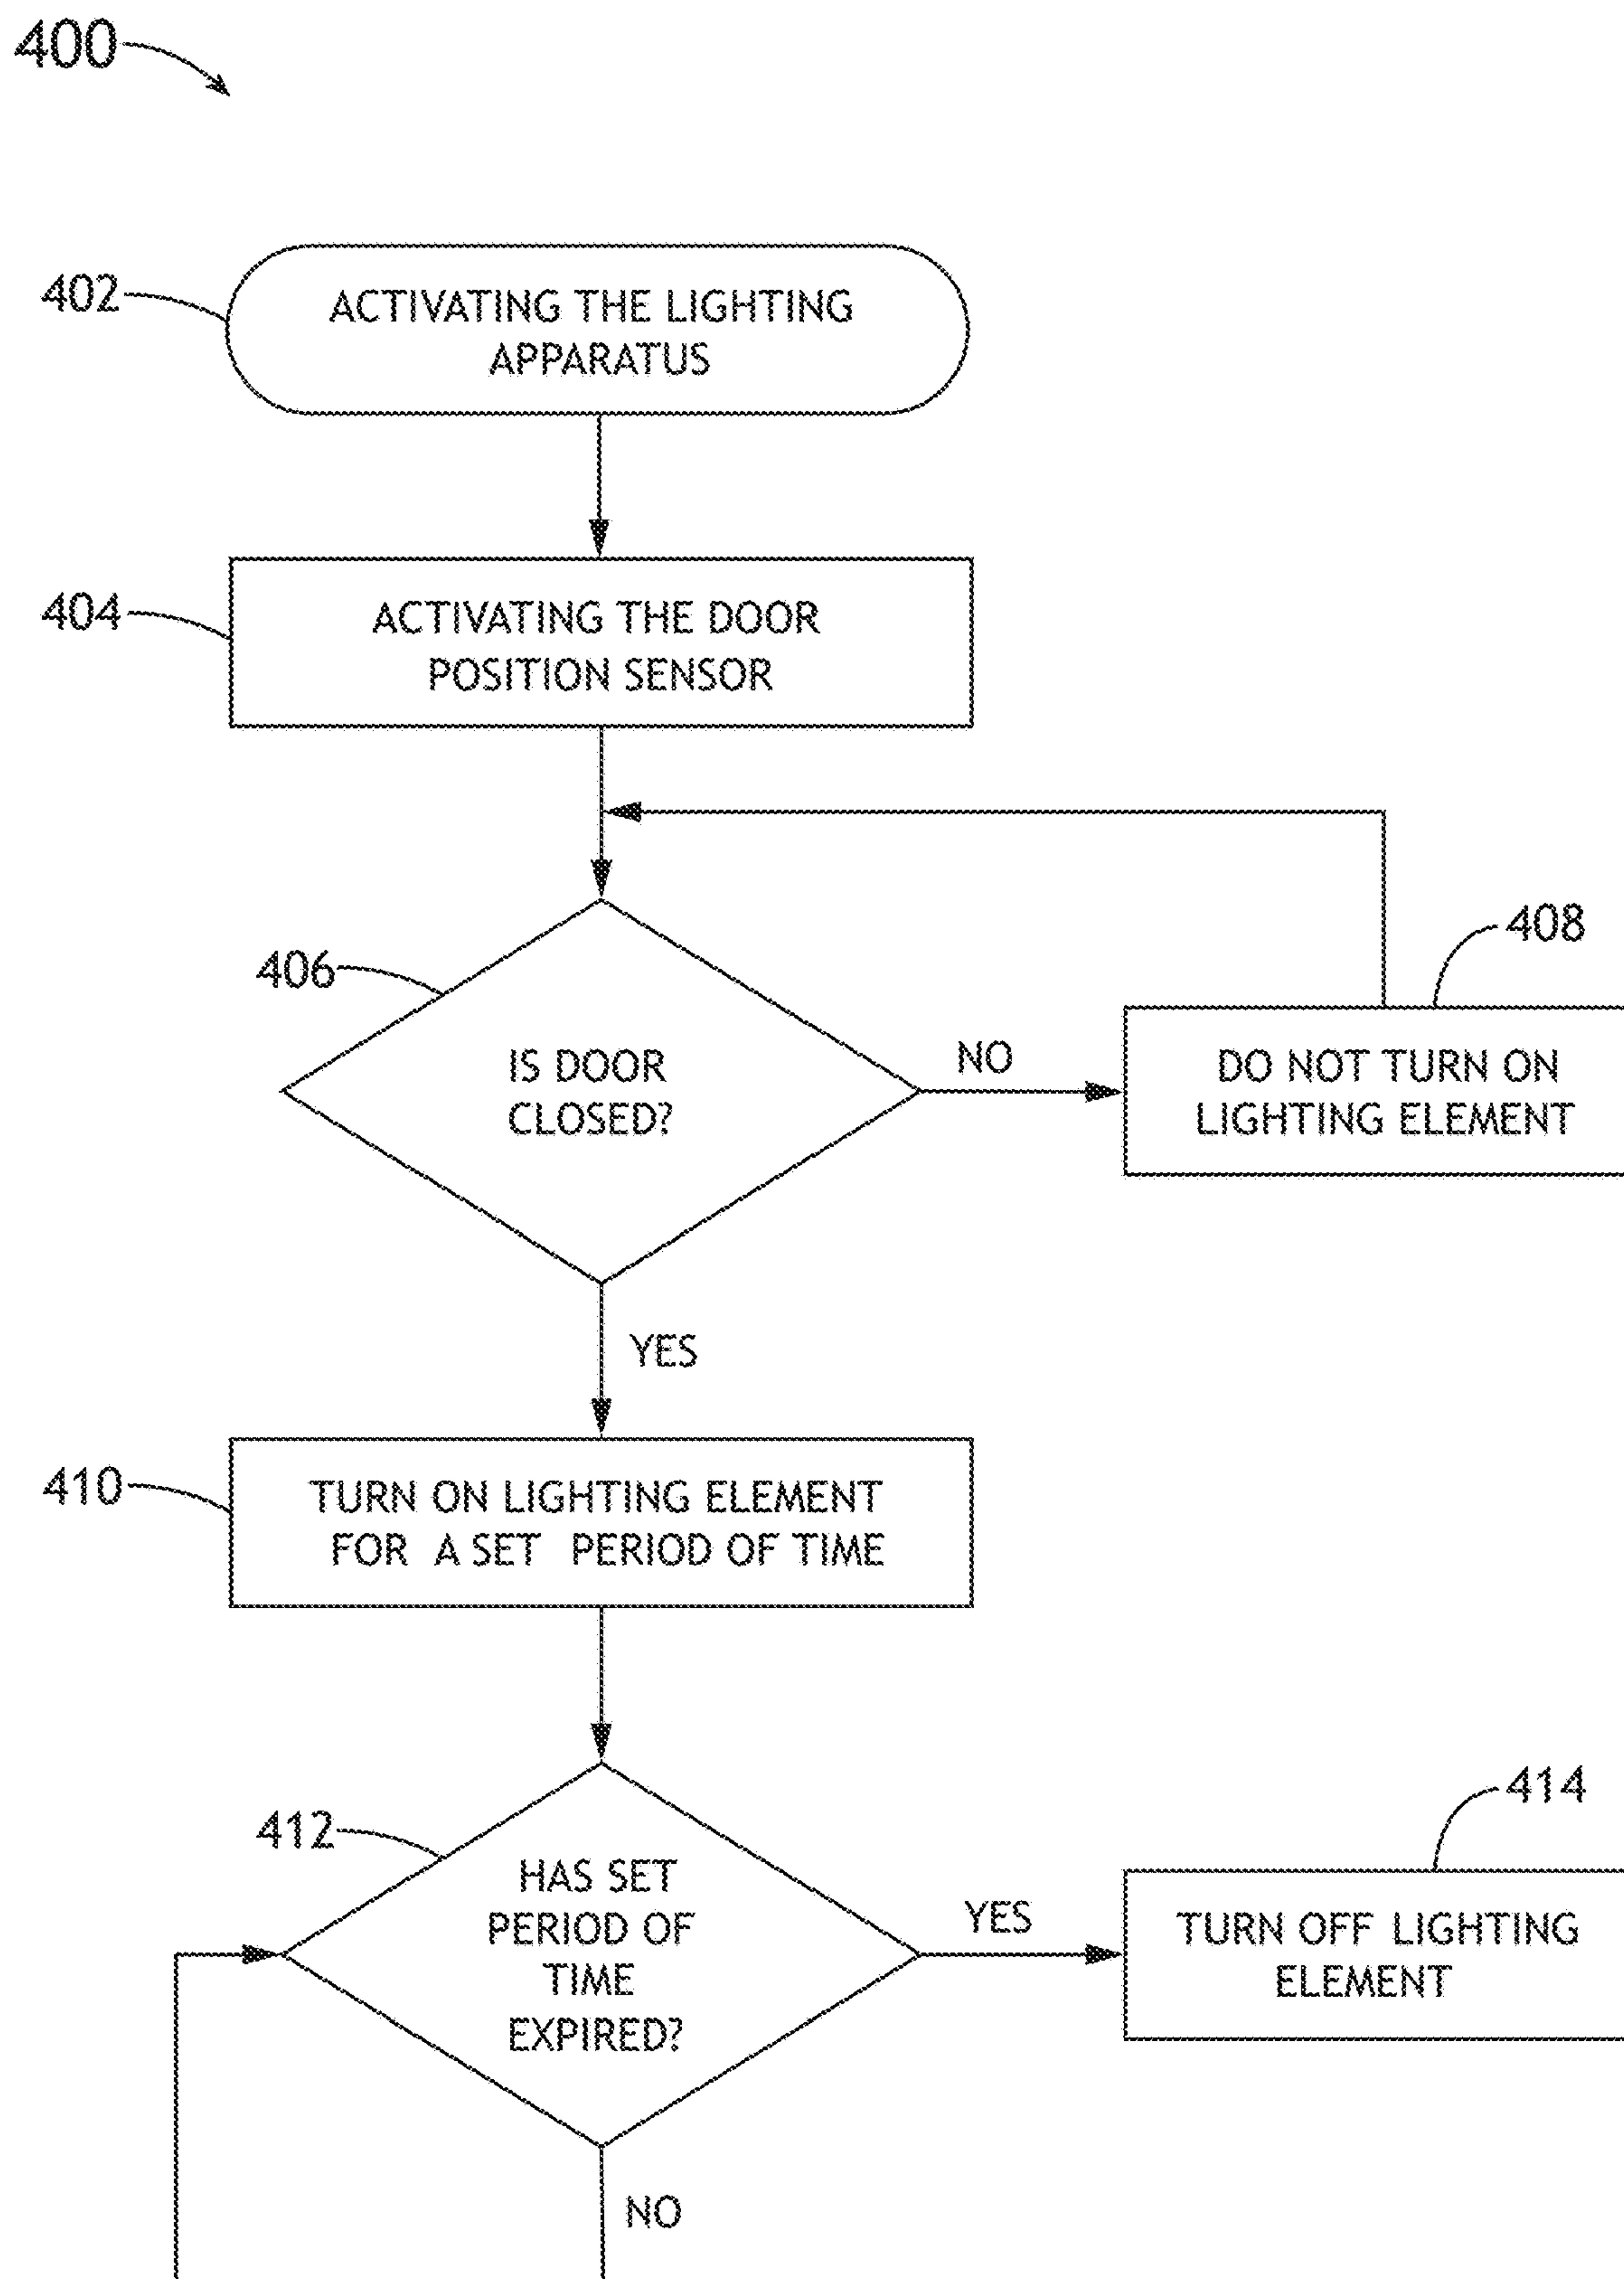 400
402
ACTIVATING THE LIGHTING
APPARATUS
404
ACTIVATING THE DOOR
POSITION SENSOR
406
IS DOOR
CLOSED?
NO
408
DO NOT TURN ON
LIGHTING ELEMENT
YES
410
TURN ON LIGHTING ELEMENT
FOR A SET PERIOD OF TIME
412
HAS SET
PERIOD OF
TIME
EXPIRED?
YES
414
TURN OFF LIGHTING
ELEMENT
NO